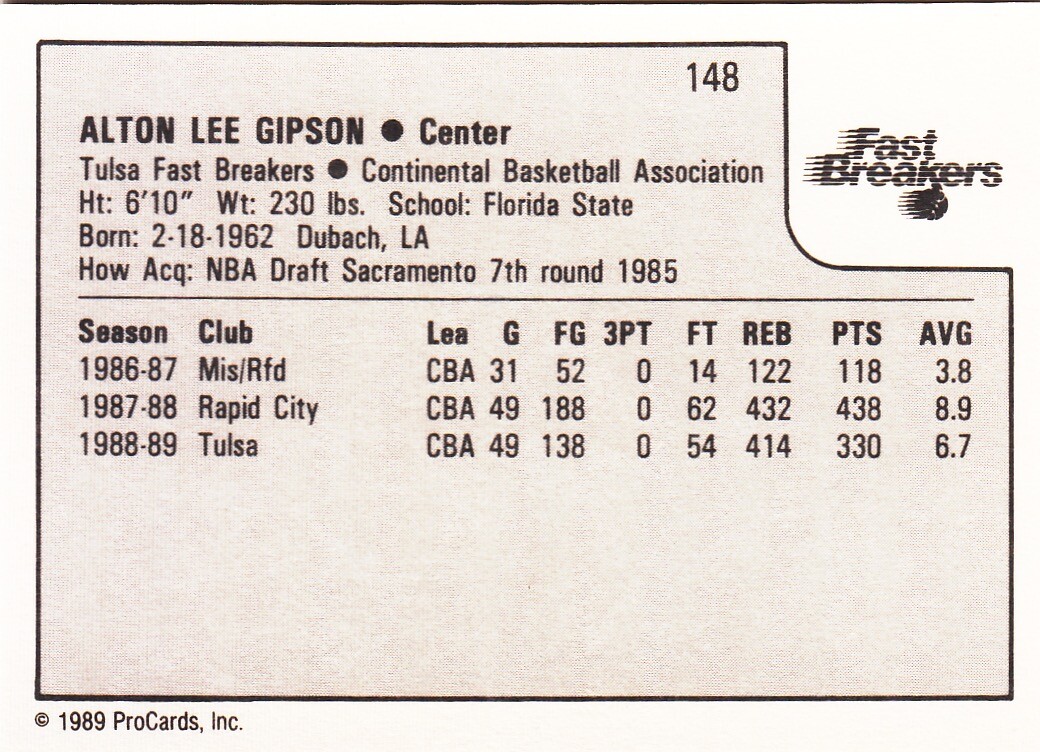 148
Fast
Breakers
ALTON LEE GIPSON ● Center
Tulsa Fast Breakers ● Continental Basketball Association
Ht: 6'10" Wt: 230 lbs. School: Florida State
Born: 2-18-1962 Dubach, LA
How Acq: NBA Draft Sacramento 7th round 1985
Season Club Lea G FG 3PT FT REB PTS AVG
1986-87 Mis/Rfd CBA 31 52 0 14 122 118 3.8
1987-88 Rapid City CBA 49 188 0 62 432 438 8.9
1988-89 Tulsa CBA 49 138 0 54 414 330 6.7
© 1989 ProCards, Inc.